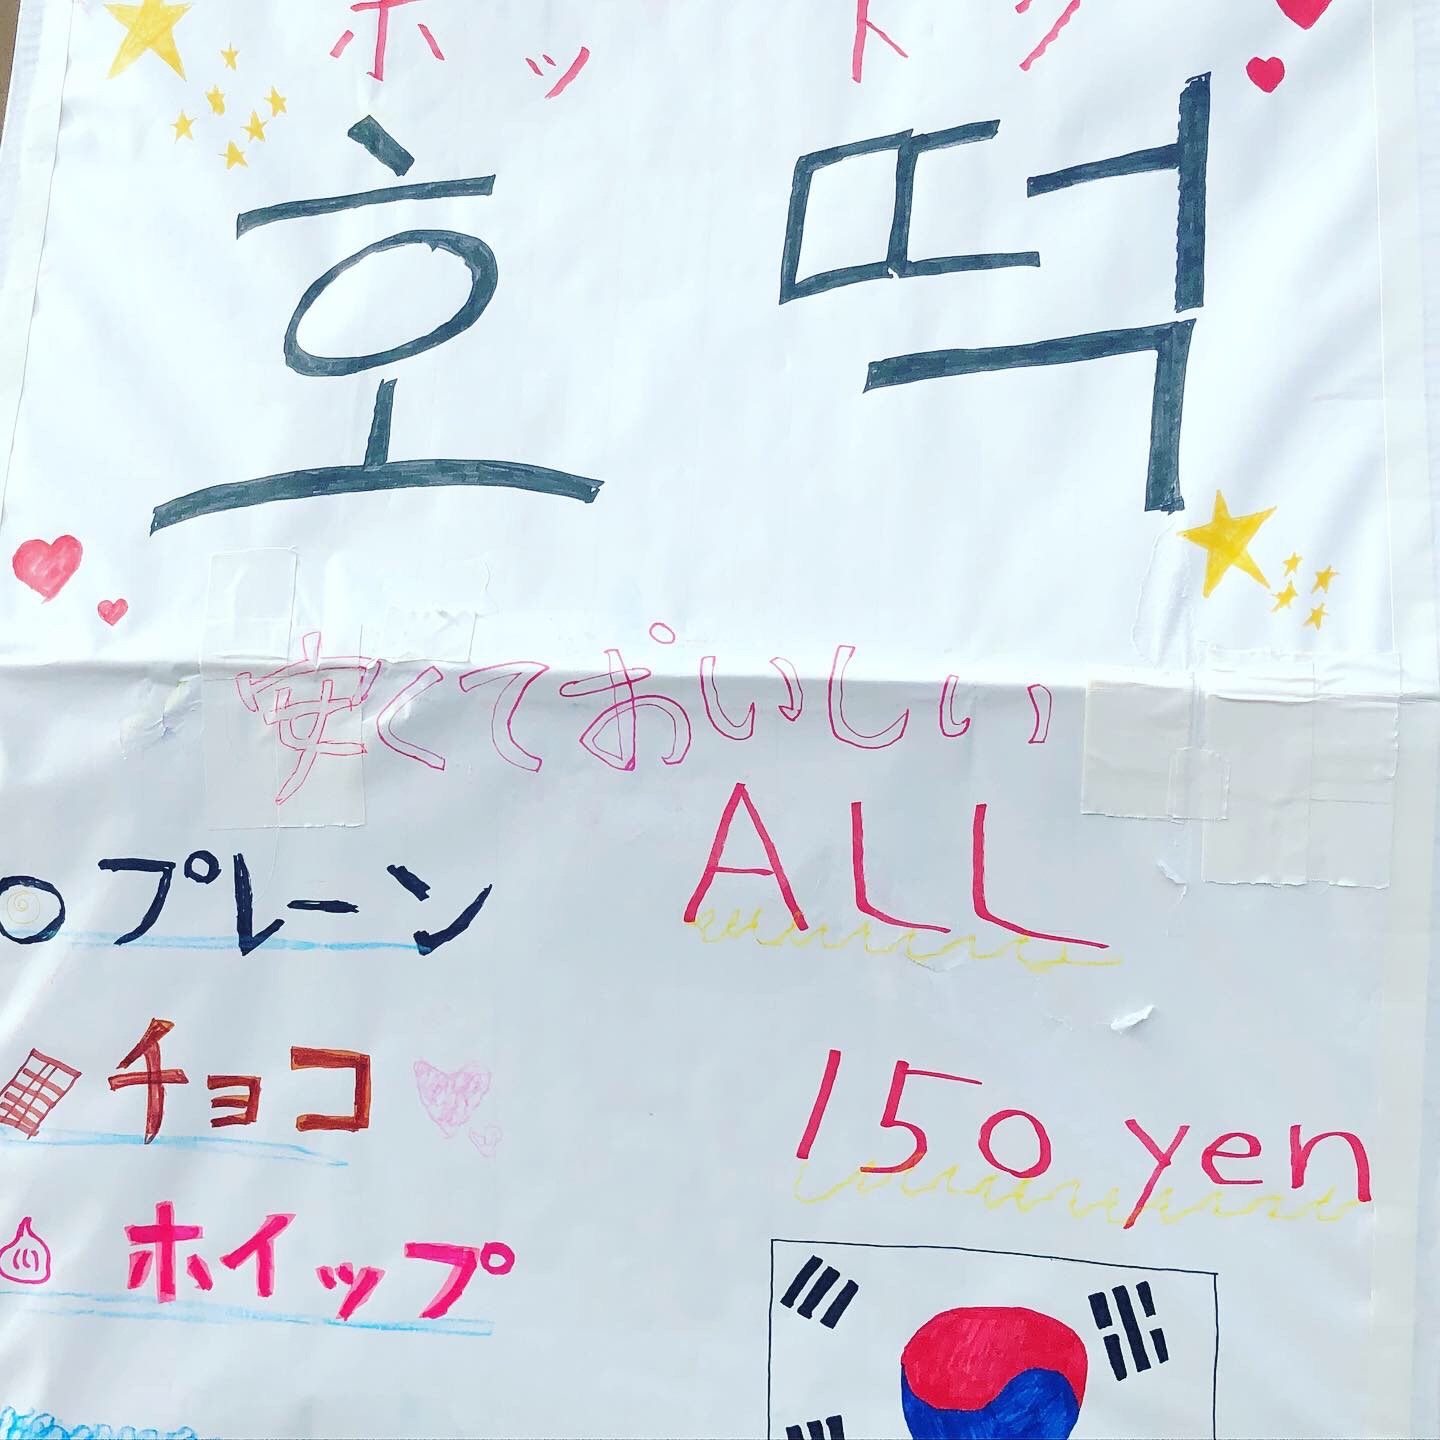 ホットク
호떡
安くておいしい
ALL
プレーン
チョコ
150 yen
ホイップ